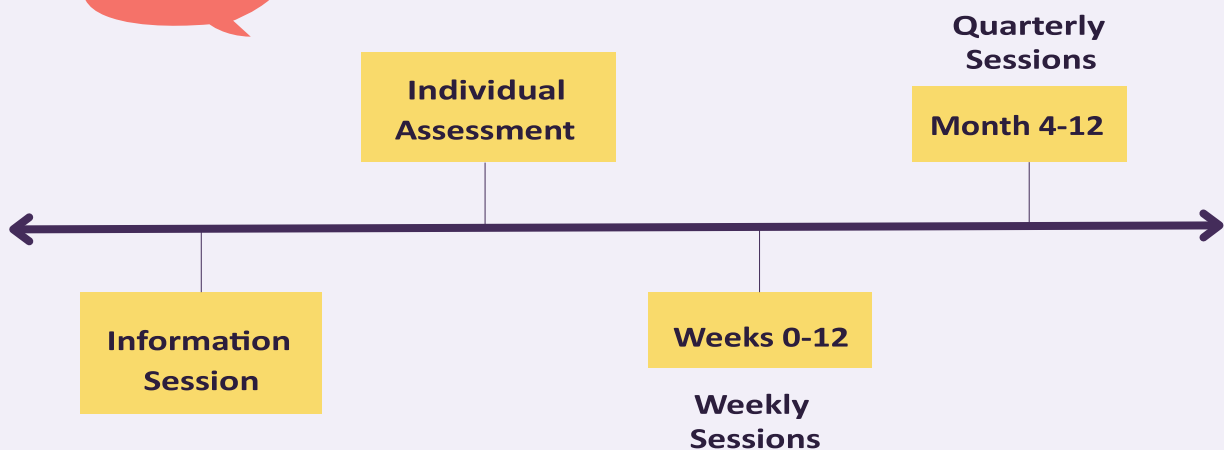 Quarterly
Sessions
Individual
Assessment
Month 4-12
Information
Session
Weeks 0-12
Weekly
Sessions